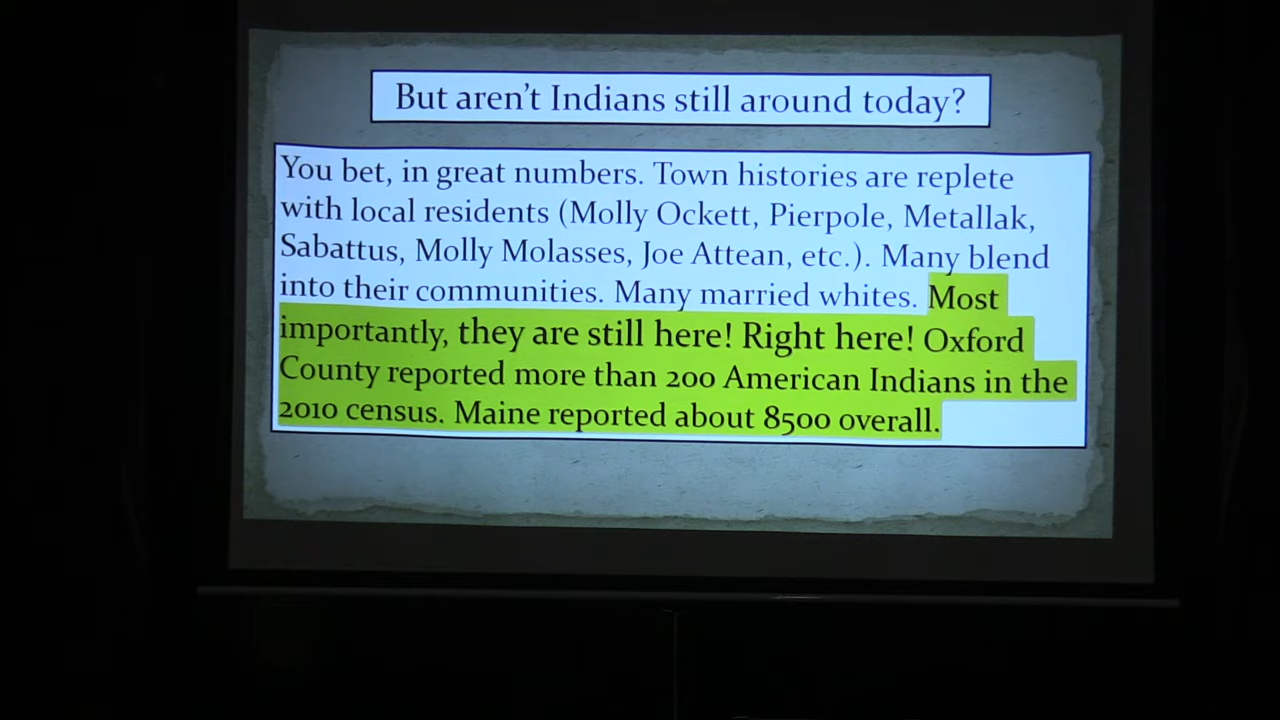 But aren't Indians still around today?
You bet, in great numbers. Town histories are replete
with local residents (Molly Ockett, Pierpole, Metallak,
Sabattus, Molly Molasses, Joe Attean, etc.). Many blend
into their communities. Many married whites. Most
importantly, they are still here! Right here! Oxford
County reported more than 200 American Indians in the
2010 census. Maine reported about 8500 overall.